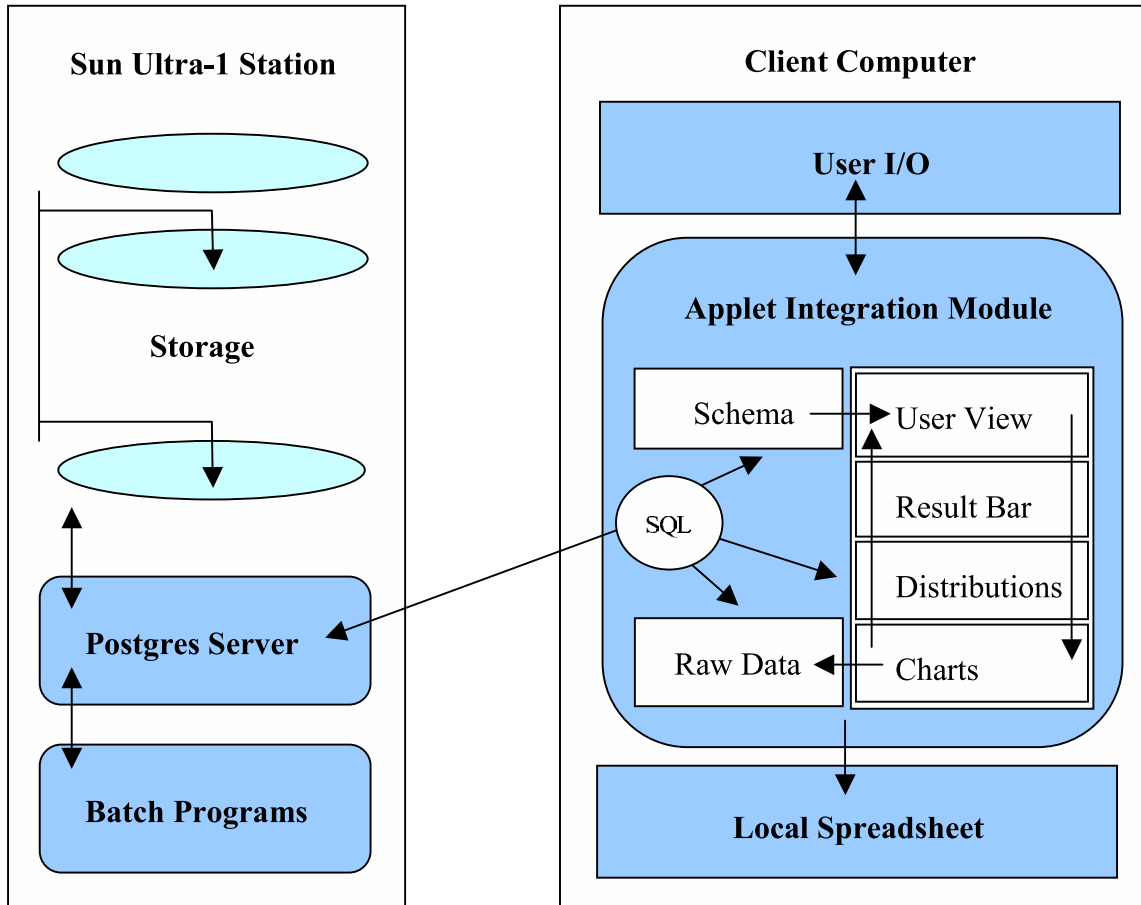 Sun Ultra-1 Station
Storage
Postgres Server
Batch Programs
Client Computer
User I/O
Applet Integration Module
Schema
User View
Result Bar
SQL
Distributions
Raw Data
Charts
Local Spreadsheet